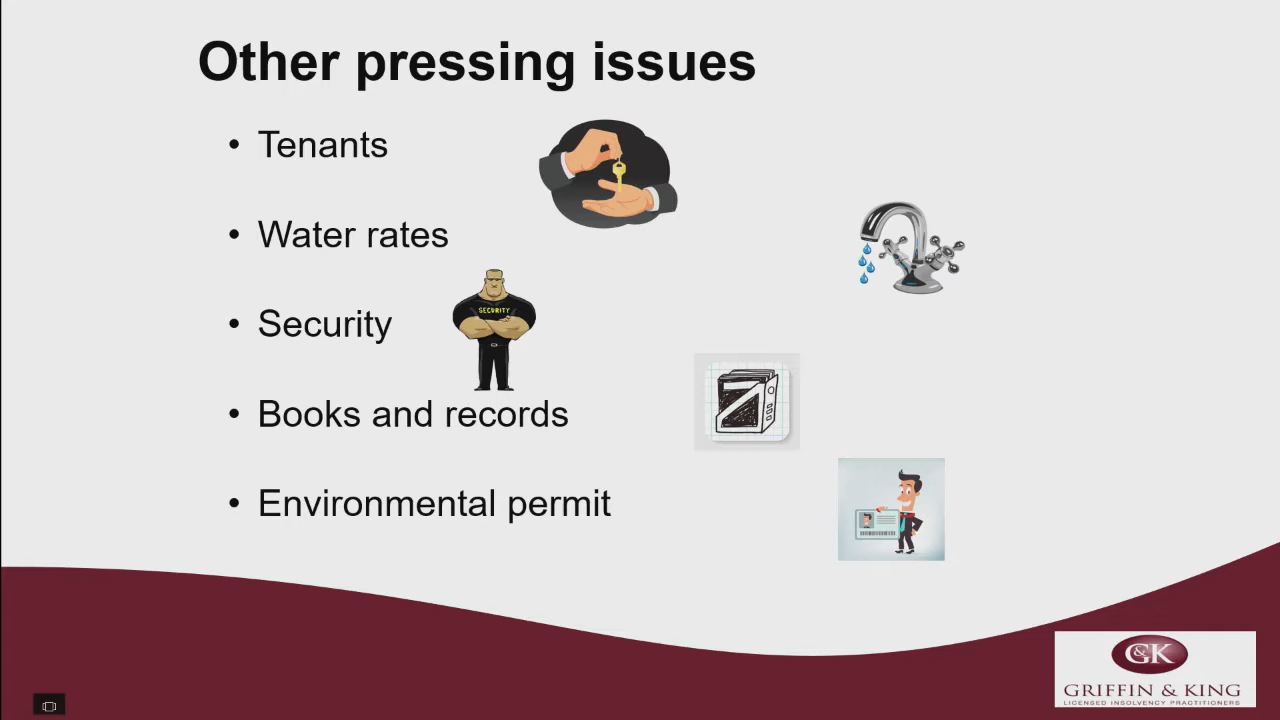 Other pressing issues
• Tenants
• Water rates
SECURITY
• Security
• Books and records
• Environmental permit
G&K
GRIFFIN & KING
LICENSED INSOLVENCY PRACTITIONERS